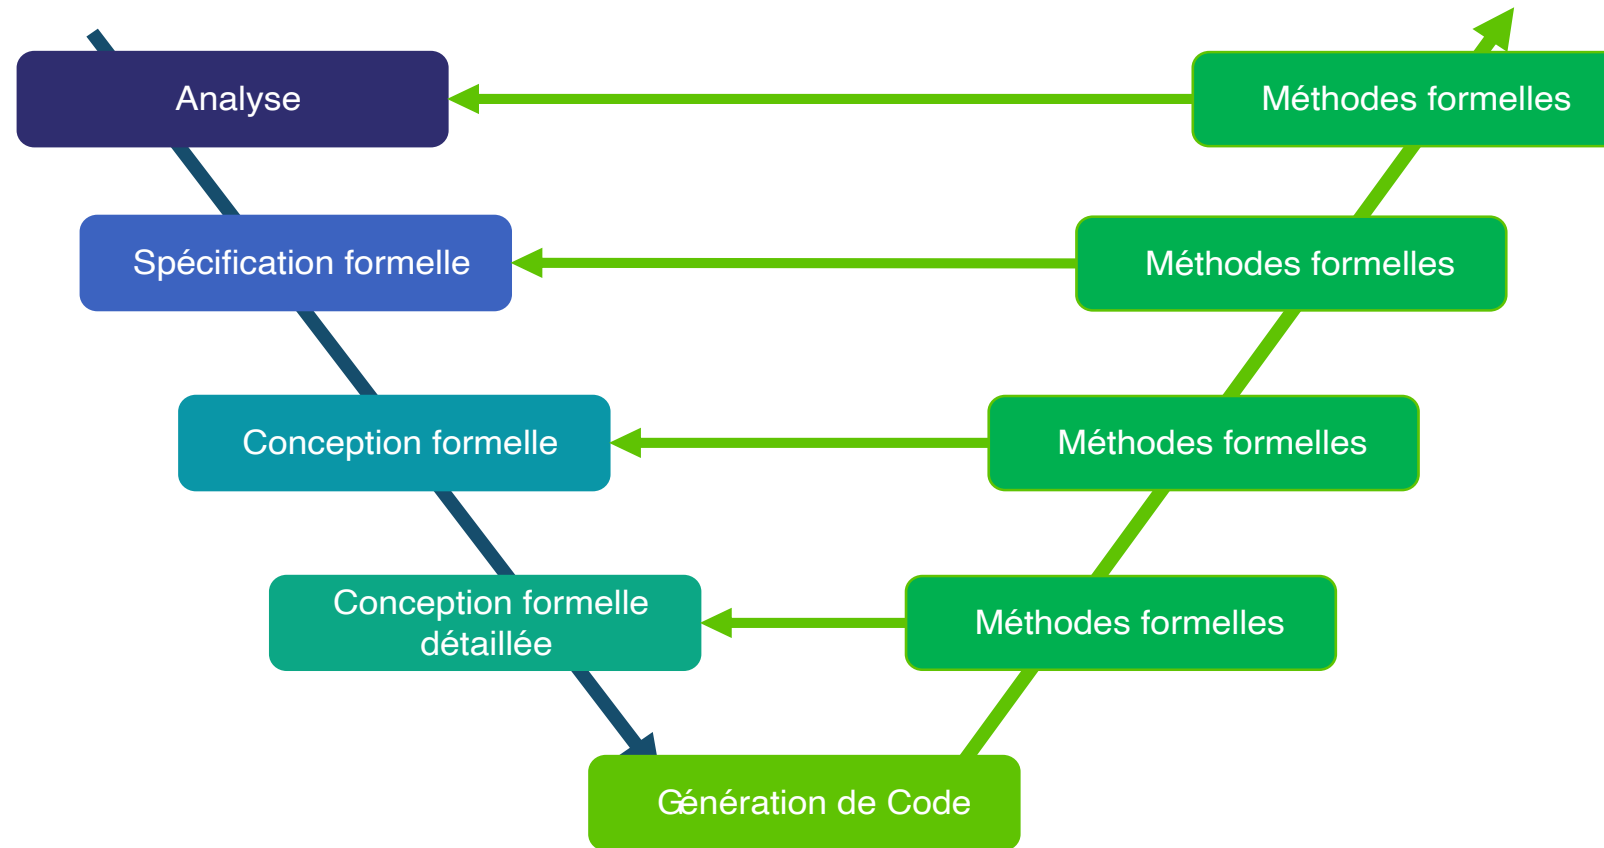 Analyse
Méthodes formelles
Spécification formelle
Méthodes formelles
Conception formelle
Méthodes formelles
Conception formelle
détaillée
Méthodes formelles
Génération de Code